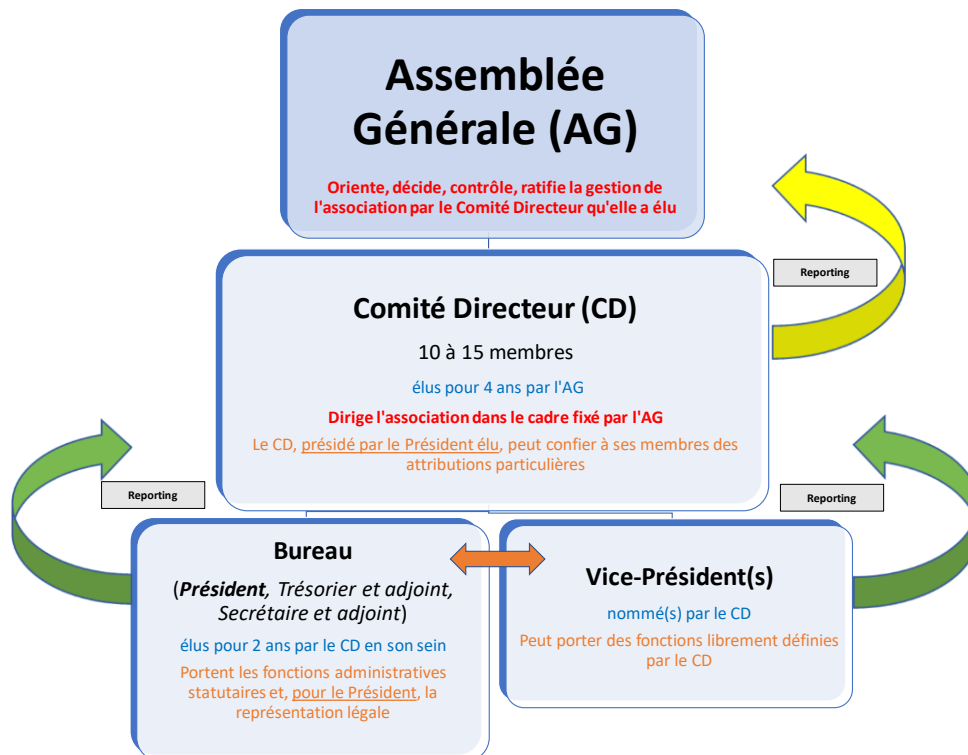 Assemblée
Générale (AG)
Oriente, décide, contrôle, ratifie la gestion de
l'association par le Comité Directeur qu'elle a élu
Reporting
Comité Directeur (CD)
10 à 15 membres
élus pour 4 ans par l'AG
Dirige l'association dans le cadre fixé par l'AG
Le CD, présidé par le Président élu, peut confier à ses membres des
attributions particulières
Reporting
Reporting
Bureau
(Président, Trésorier et adjoint,
Secrétaire et adjoint)
élus pour 2 ans par le CD en son sein
Portent les fonctions administratives
statutaires et, pour le Président, la
représentation légale
Vice-Président(s)
nommé(s) par le CD
Peut porter des fonctions librement définies
par le CD